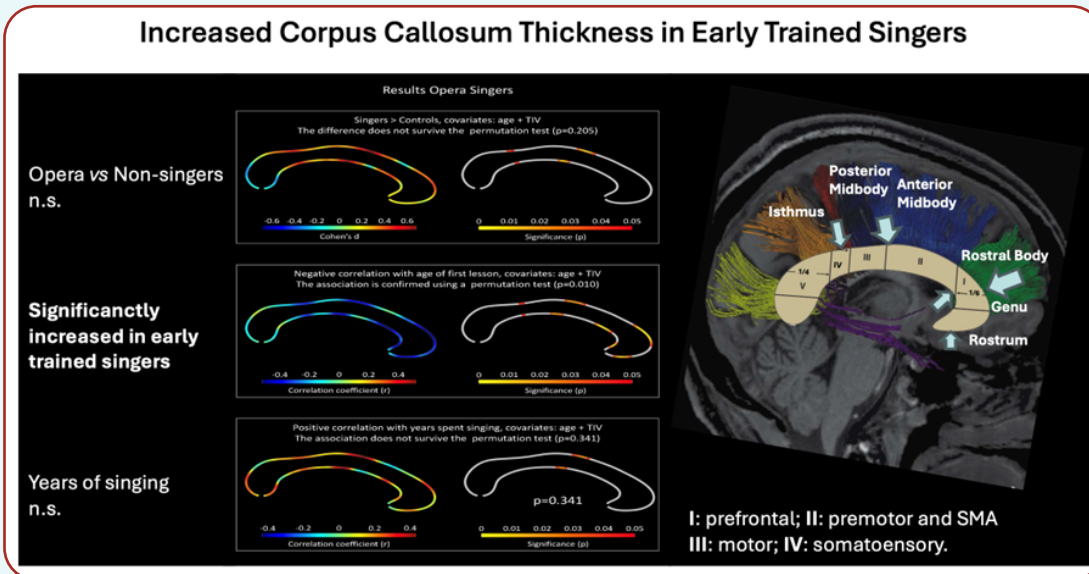 Increased Corpus Callosum Thickness in Early Trained Singers
Opera vs Non-singers
n.s.
Significanctly
increased in early
trained singers
Years of singing
n.s.
Results Opera Singers
Singers > Controls, covariates: age + TIV
The difference does not survive the permutation test (p=0.205)
-0.6 -0.4 -0.2 0 0.2 0.4 0.6
Cohen's d
0 0.01 0.02 0.03 0.04 0.05
Significance (p)
Negative correlation with age of first lesson, covariates: age + TIV
The association is confirmed using a permutation test (p=0.010)
-0.4 -0.2 0 0.2 0.4
Correlation coefficient (r)
0 0.01 0.02 0.03 0.04 0.05
Significance (p)
Positive correlation with years spent singing, covariates: age + TIV
The association does not survive the permutation test (p=0.341)
p=0.341
-0.4 -0.2 0 0.2 0.4
Correlation coefficient (r)
0 0.01 0.02 0.03 0.04 0.05
Significance (p)
Posterior
Midbody
Anterior
Midbody
Isthmus
Rostral Body
Genu
Rostrum
1/4
V
IV
III
II
I
1/6
I: prefrontal; II: premotor and SMA
III: motor; IV: somatoensory.